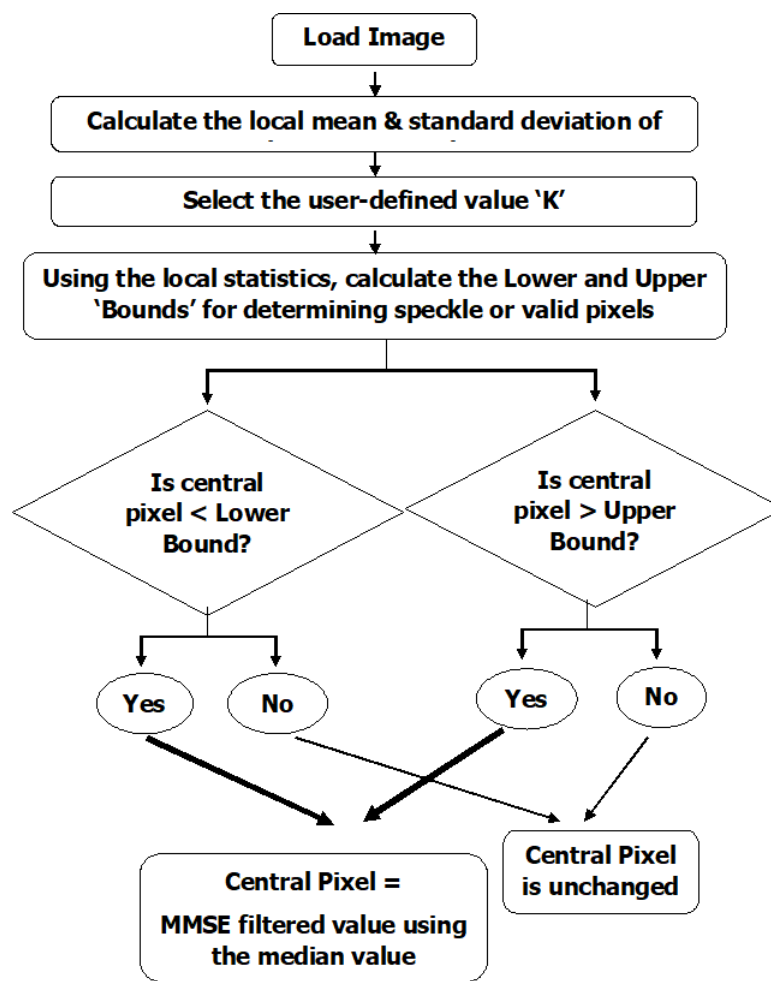 Load Image
Calculate the local mean & standard deviation of
Select the user-defined value ‘K’
Using the local statistics, calculate the Lower and Upper
‘Bounds’ for determining speckle or valid pixels
Is central
pixel < Lower
Bound?
Is central
pixel > Upper
Bound?
Yes
No
Yes
No
Central Pixel =
MMSE filtered value using
the median value
Central Pixel
is unchanged